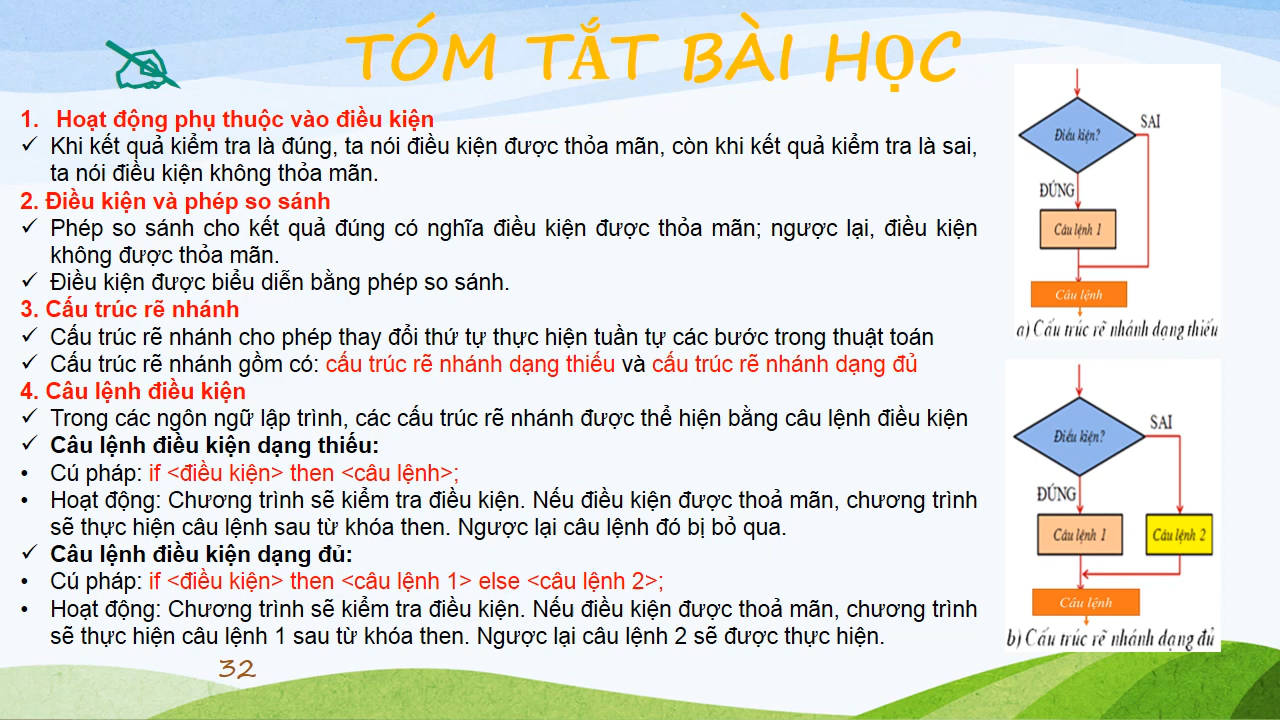 TÓM TẮT BÀI HỌC
1. Hoạt động phụ thuộc vào điều kiện
✓ Khi kết quả kiểm tra là đúng, ta nói điều kiện được thỏa mãn, còn khi kết quả kiểm tra là sai,
ta nói điều kiện không thỏa mãn.
2. Điều kiện và phép so sánh
✓ Phép so sánh cho kết quả đúng có nghĩa điều kiện được thỏa mãn; ngược lại, điều kiện
không được thỏa mãn.
✓ Điều kiện được biểu diễn bằng phép so sánh.
3. Cấu trúc rẽ nhánh
✓ Cấu trúc rẽ nhánh cho phép thay đổi thứ tự thực hiện tuần tự các bước trong thuật toán
✓ Cấu trúc rẽ nhánh gồm có: cấu trúc rẽ nhánh dạng thiếu và cấu trúc rẽ nhánh dạng đủ
4. Câu lệnh điều kiện
✓ Trong các ngôn ngữ lập trình, các cấu trúc rẽ nhánh được thể hiện bằng câu lệnh điều kiện
✓ Câu lệnh điều kiện dạng thiếu:
• Cú pháp: if <điều kiện> then <câu lệnh>;
• Hoạt động: Chương trình sẽ kiểm tra điều kiện. Nếu điều kiện được thoả mãn, chương trình
sẽ thực hiện câu lệnh sau từ khóa then. Ngược lại câu lệnh đó bị bỏ qua.
✓ Câu lệnh điều kiện dạng đủ:
• Cú pháp: if <điều kiện> then <câu lệnh 1> else <câu lệnh 2>;
• Hoạt động: Chương trình sẽ kiểm tra điều kiện. Nếu điều kiện được thoả mãn, chương trình
sẽ thực hiện câu lệnh 1 sau từ khóa then. Ngược lại câu lệnh 2 sẽ được thực hiện.
32
Điều kiện?
SAI
ĐÚNG
Câu lệnh 1
Câu lệnh
a) Cấu trúc rẽ nhánh dạng thiếu
Điều kiện?
SAI
ĐÚNG
Câu lệnh 1
Câu lệnh 2
Câu lệnh
b) Cấu trúc rẽ nhánh dạng đủ